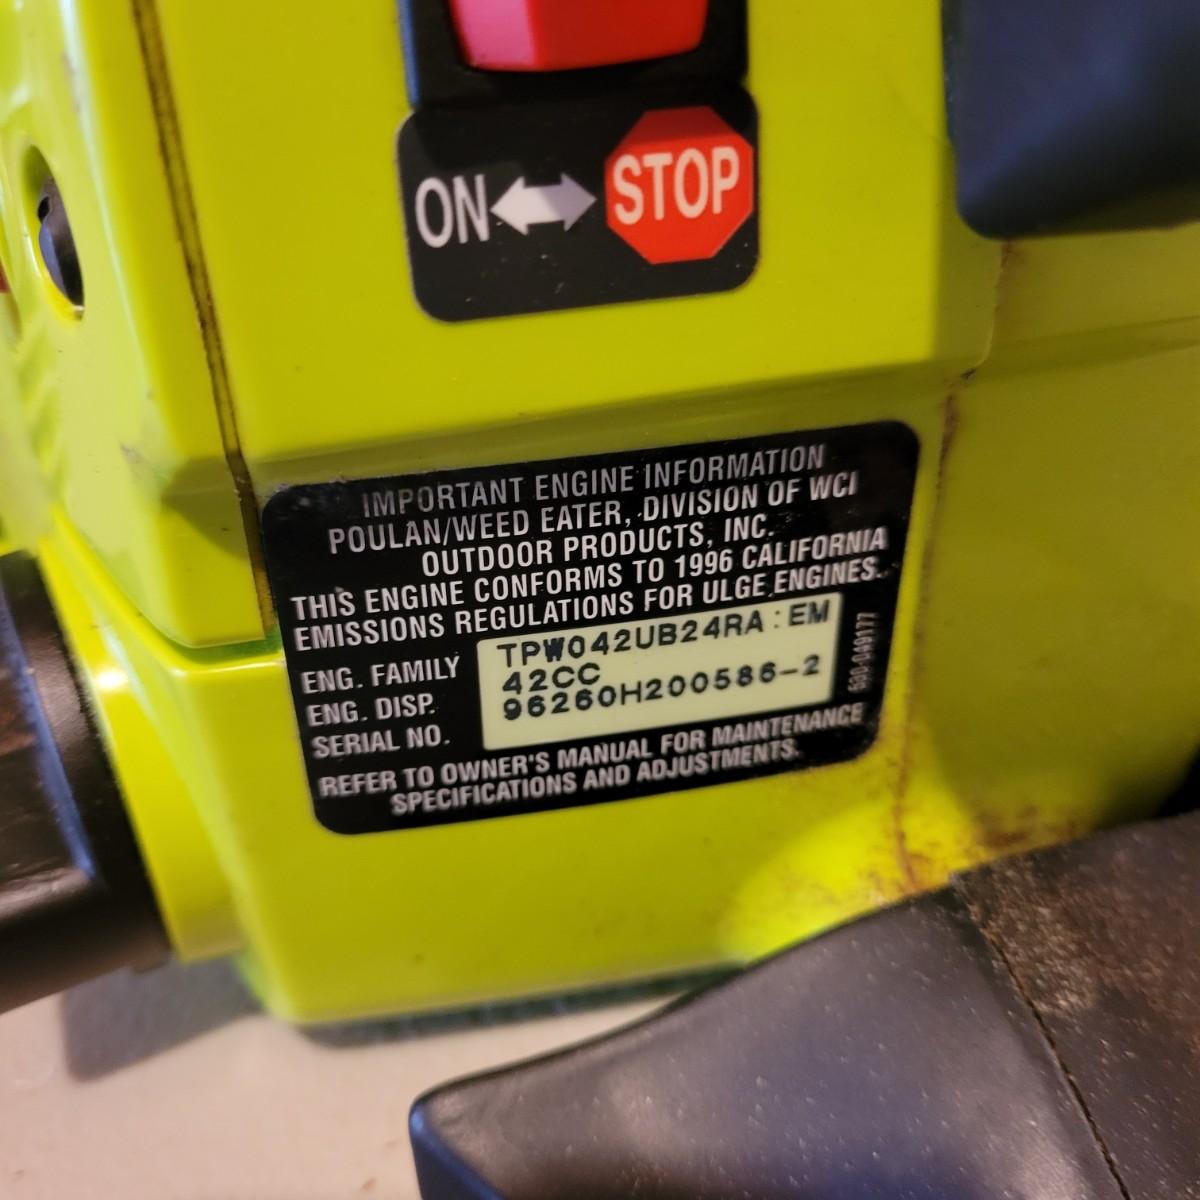 ON STOP
IMPORTANT ENGINE INFORMATION
POULAN/WEED EATER, DIVISION OF WCI
OUTDOOR PRODUCTS, INC.
THIS ENGINE CONFORMS TO 1996 CALIFORNIA
EMISSIONS REGULATIONS FOR ULGE ENGINES.
ENG. FAMILY TPW042UB24RA:EM
ENG. DISP. 42CC
SERIAL NO. 96260H200586-2
530-049177
REFER TO OWNER'S MANUAL FOR MAINTENANCE
SPECIFICATIONS AND ADJUSTMENTS.